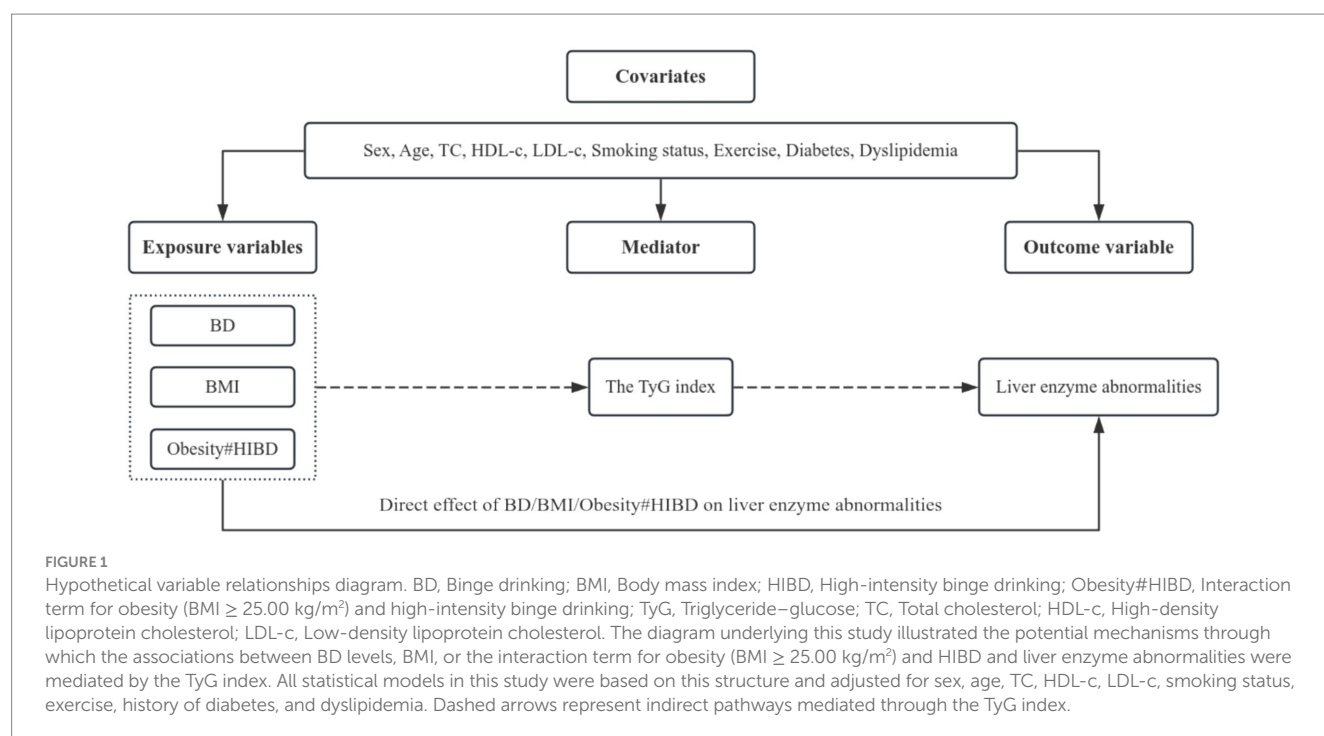 Covariates
Sex, Age, TC, HDL-c, LDL-c, Smoking status, Exercise, Diabetes, Dyslipidemia
Exposure variables
Mediator
Outcome variable
BD
BMI
The TyG index
Liver enzyme abnormalities
Obesity#HIBD
Direct effect of BD/BMI/Obesity#HIBD on liver enzyme abnormalities
FIGURE 1
Hypothetical variable relationships diagram. BD, Binge drinking; BMI, Body mass index; HIBD, High-intensity binge drinking; Obesity#HIBD, Interaction
term for obesity (BMI ≥ 25.00 kg/m²) and high-intensity binge drinking; TyG, Triglyceride–glucose; TC, Total cholesterol; HDL-c, High-density
lipoprotein cholesterol; LDL-c, Low-density lipoprotein cholesterol. The diagram underlying this study illustrated the potential mechanisms through
which the associations between BD levels, BMI, or the interaction term for obesity (BMI ≥ 25.00 kg/m²) and HIBD and liver enzyme abnormalities were
mediated by the TyG index. All statistical models in this study were based on this structure and adjusted for sex, age, TC, HDL-c, LDL-c, smoking status,
exercise, history of diabetes, and dyslipidemia. Dashed arrows represent indirect pathways mediated through the TyG index.